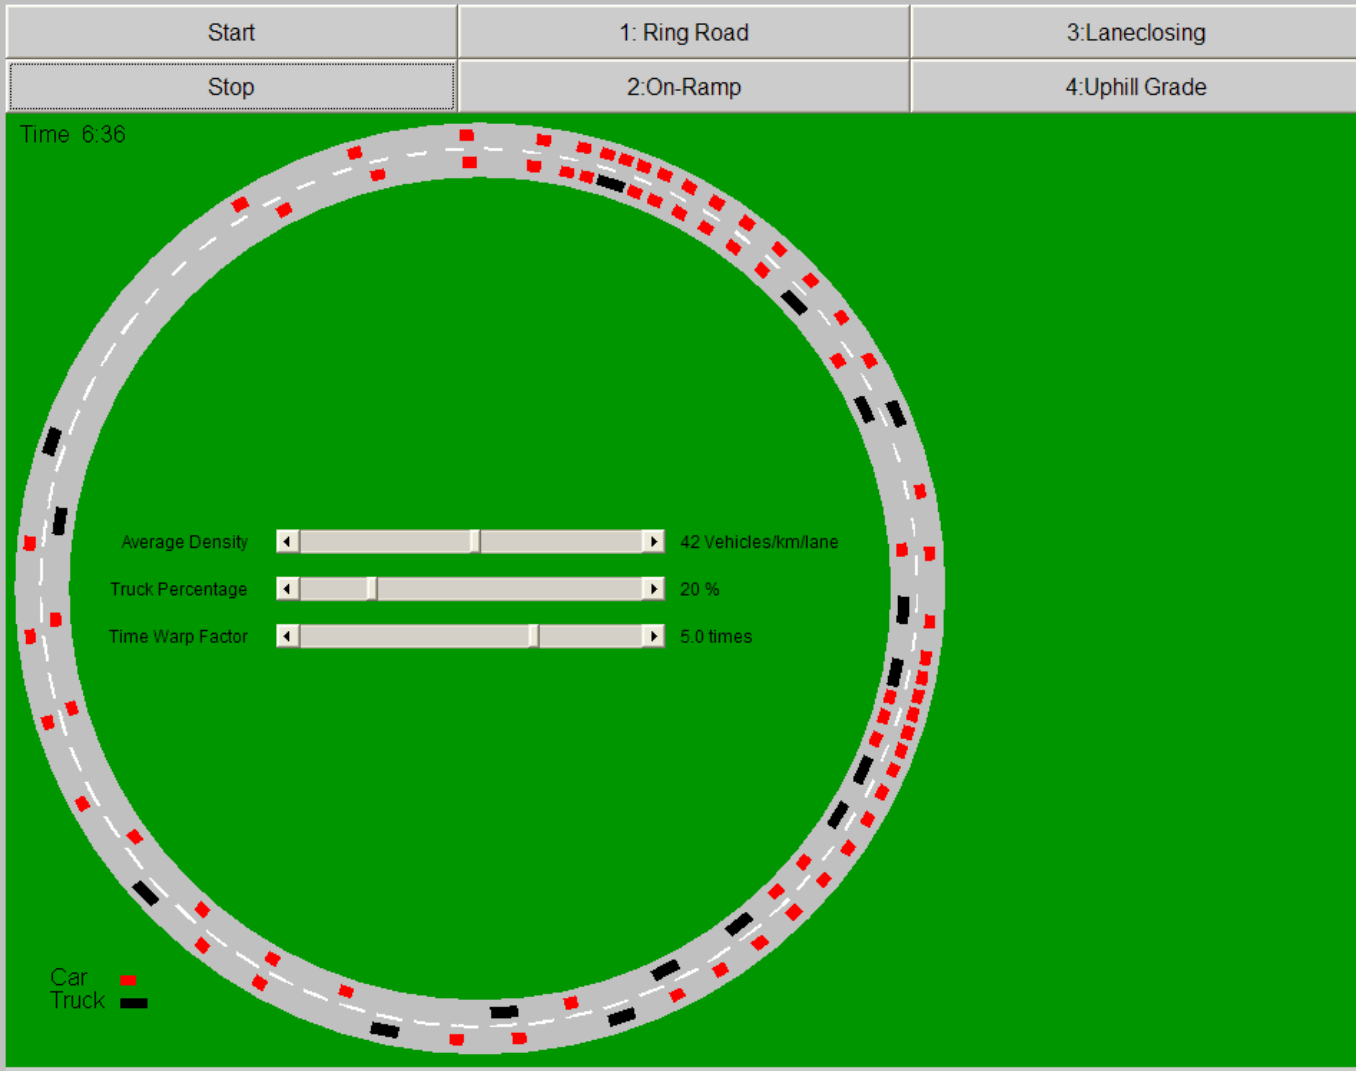 Start
1: Ring Road
3:Laneclosing
Stop
2:On-Ramp
4:Uphill Grade
Time 6:36
Average Density 42 Vehicles/km/lane
Truck Percentage 20 %
Time Warp Factor 5.0 times
Car
Truck